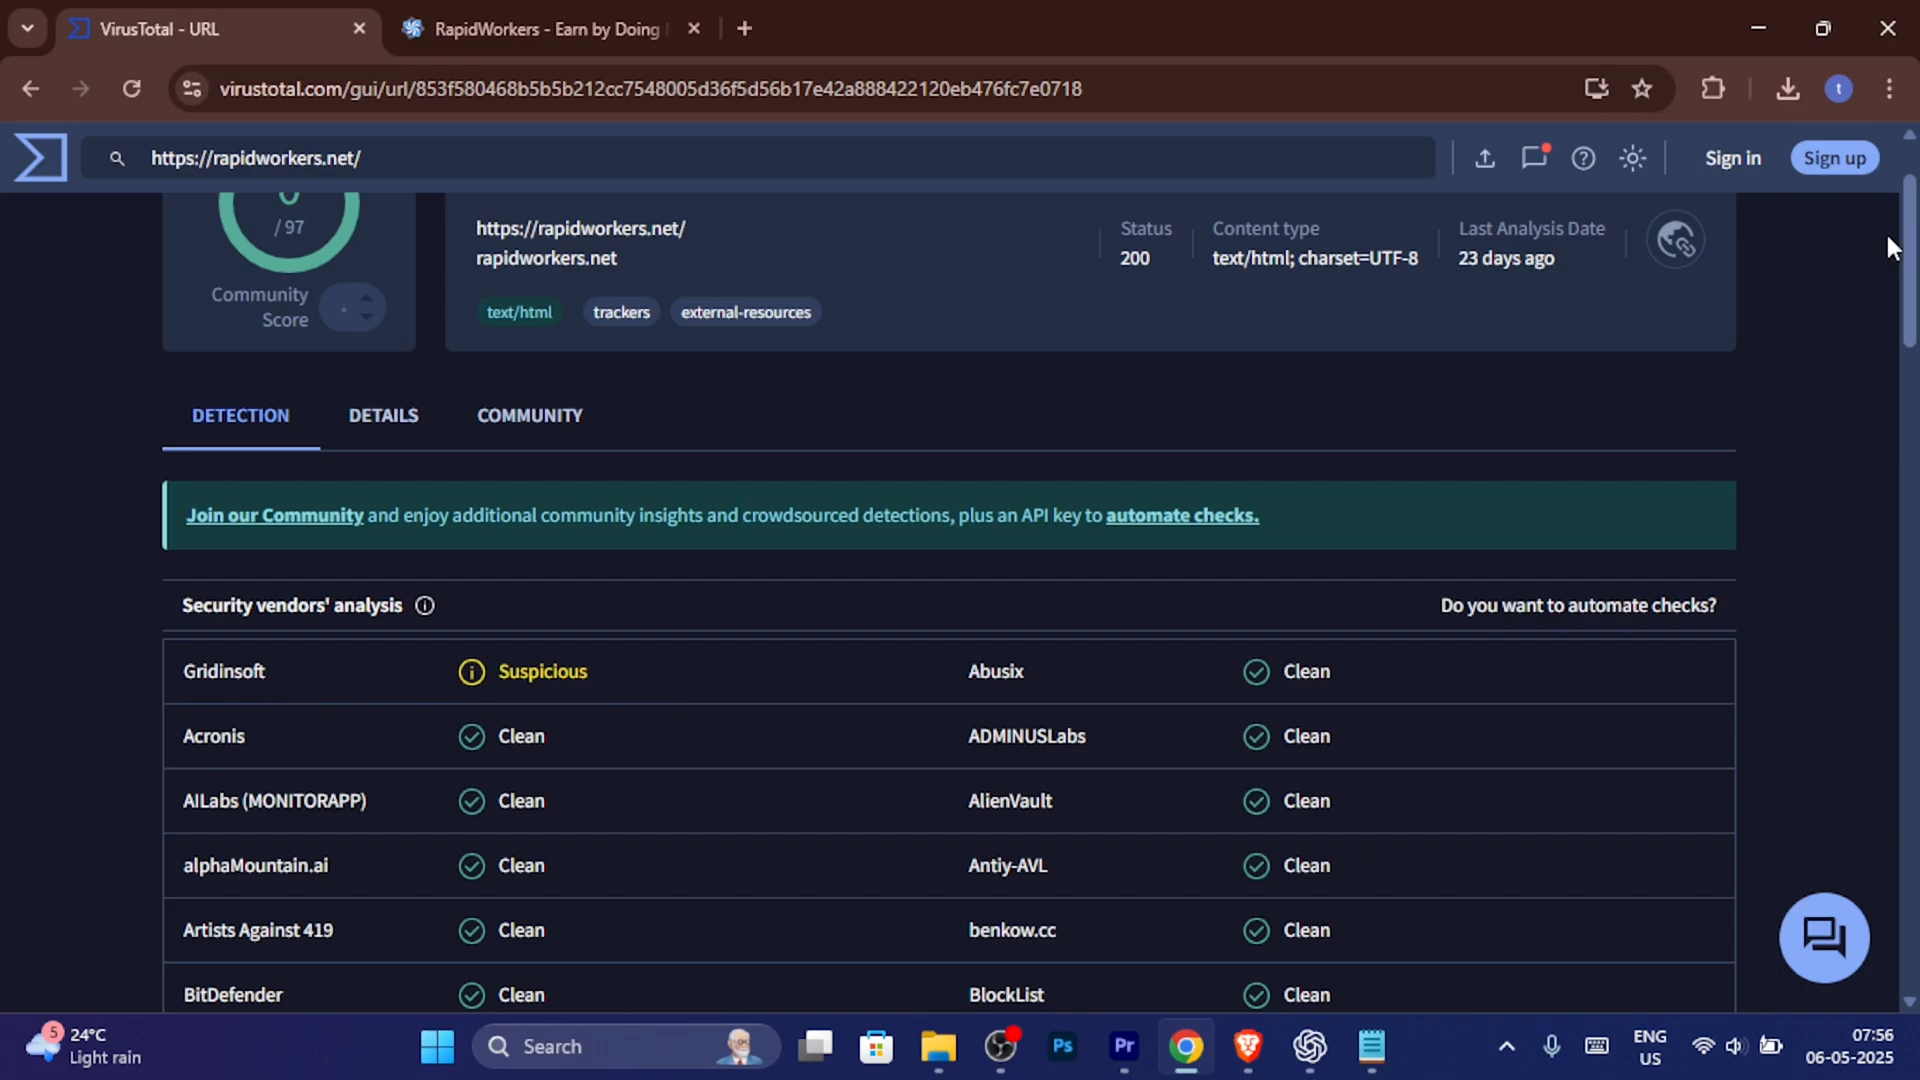 VirusTotal - URL
RapidWorkers - Earn by Doing
virustotal.com/gui/url/853f580468b5b5b212cc7548005d36f5d56b17e42a888422120eb476fc7e0718
t
https://rapidworkers.net/
Sign in
Sign up
/ 97
Community
Score
https://rapidworkers.net/
rapidworkers.net
Status
200
Content type
text/html; charset=UTF-8
Last Analysis Date
23 days ago
text/html
trackers
external-resources
DETECTION
DETAILS
COMMUNITY
Join our Community and enjoy additional community insights and crowdsourced detections, plus an API key to automate checks.
Security vendors' analysis
Do you want to automate checks?
Gridinsoft
Suspicious
Abusix
Clean
Acronis
Clean
ADMINUSLabs
Clean
AILabs (MONITORAPP)
Clean
AlienVault
Clean
alphaMountain.ai
Clean
Antiy-AVL
Clean
Artists Against 419
Clean
benkow.cc
Clean
BitDefender
Clean
BlockList
Clean
5
24°C
Light rain
Search
Ps
Pr
ENG
US
07:56
06-05-2025